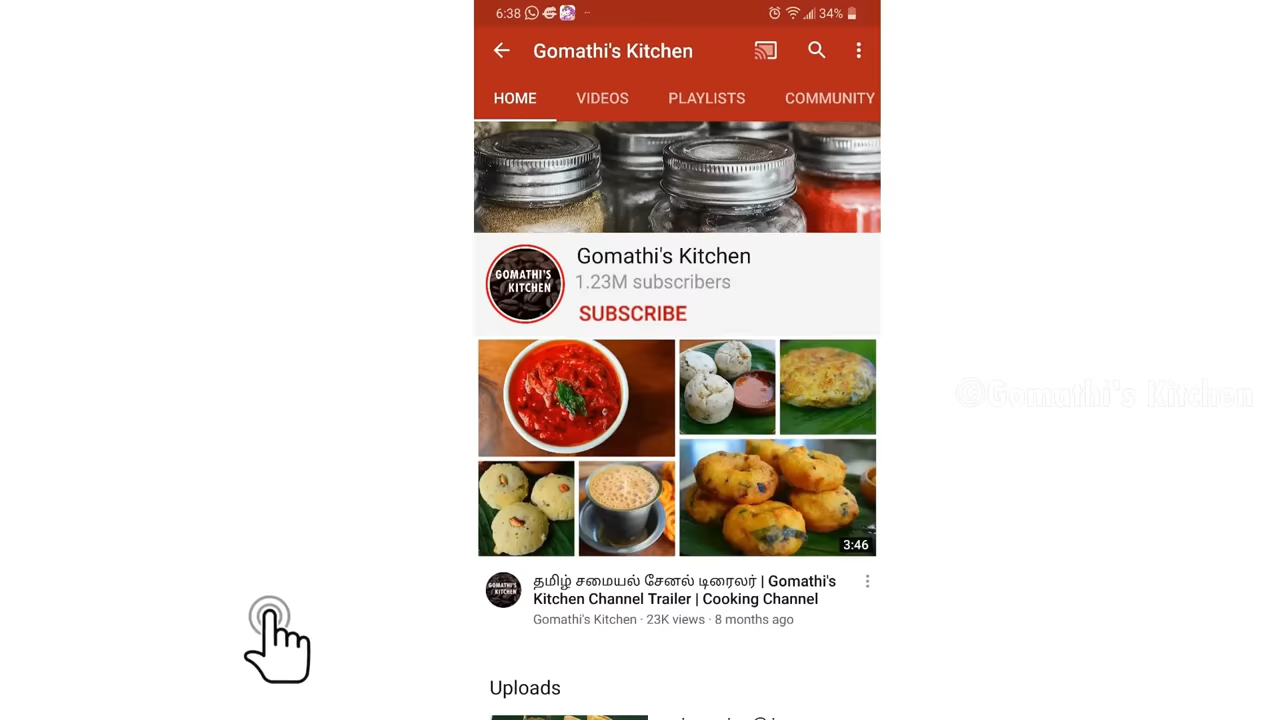 6:38
34%
Gomathi's Kitchen
HOME VIDEOS PLAYLISTS COMMUNITY
Gomathi's Kitchen
1.23M subscribers
GOMATHI'S
KITCHEN
SUBSCRIBE
@Gomathi's Kitchen
3:46
தமிழ் சமையல் சேனல் டிரைலர் | Gomathi's
Kitchen Channel Trailer | Cooking Channel
GOMATHI'S
KITCHEN
Gomathi's Kitchen · 23K views · 8 months ago
Uploads